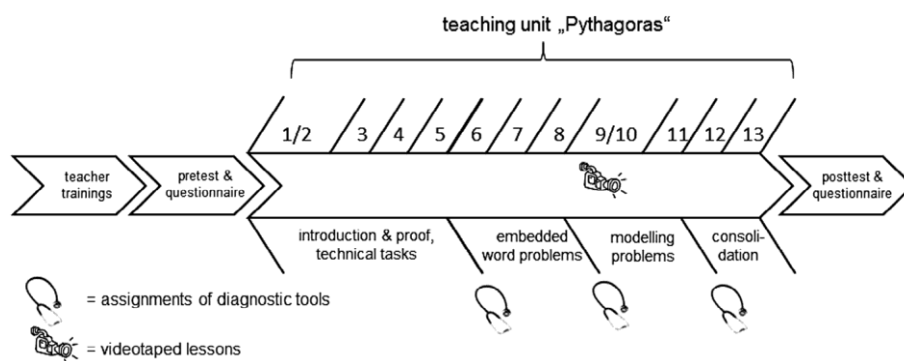 teaching unit „Pythagoras“
1/2 3 4 5 6 7 8 9/10 11 12 13
teacher
trainings
pretest &
questionnaire
posttest &
questionnaire
introduction & proof,
technical tasks
embedded
word problems
modelling
problems
consoli-
dation
= assignments of diagnostic tools
= videotaped lessons